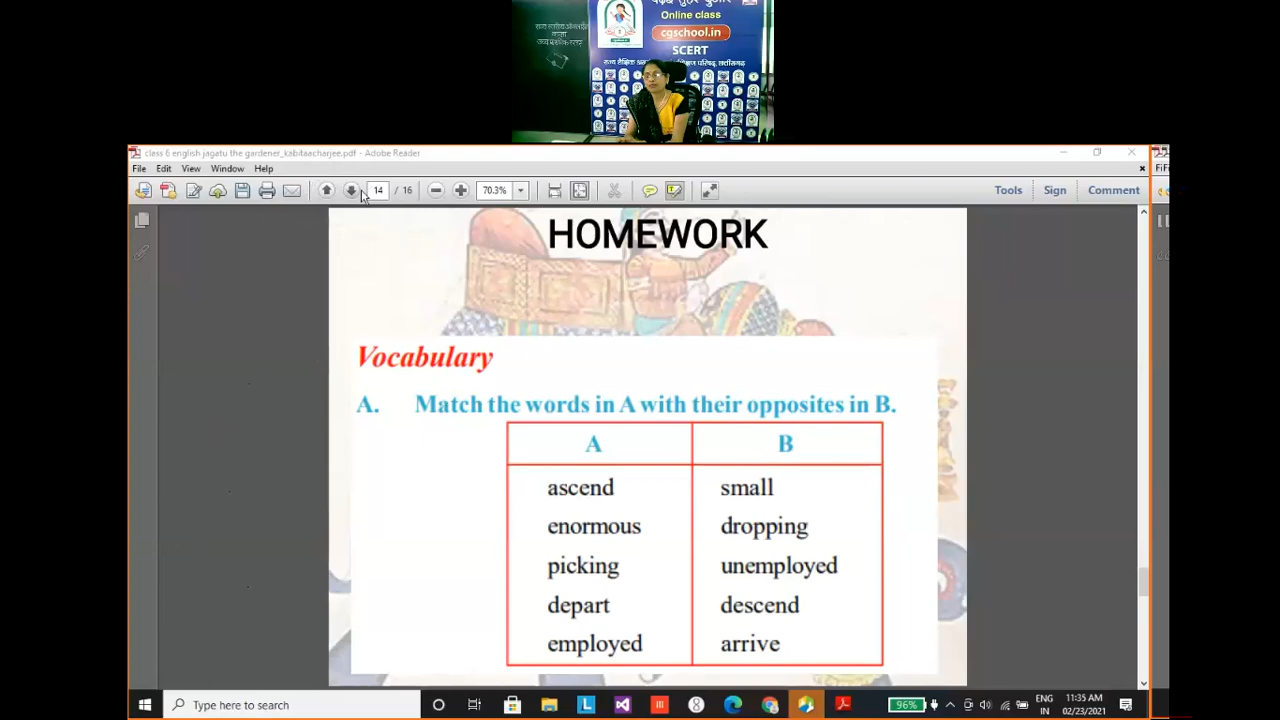 Online class
cgschool.in
SCERT
class 6 english jagatu the gardener_kabitaacharjee.pdf - Adobe Reader
File Edit View Window Help
14 / 16 70.3% Tools Sign Comment
HOMEWORK
Vocabulary
A. Match the words in A with their opposites in B.
A B
ascend small
enormous dropping
picking unemployed
depart descend
employed arrive
Type here to search
96% ENG 11:35 AM
IN 02/23/2021